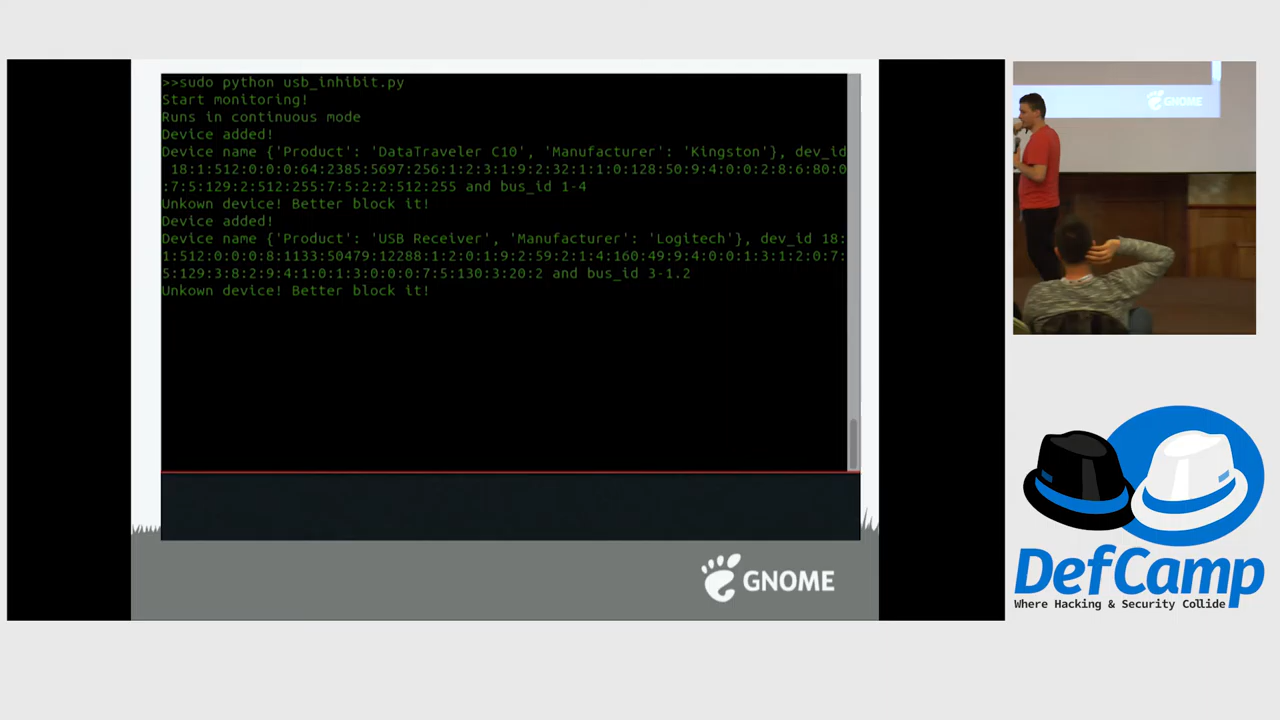 >>sudo python usb_inhibit.py
Start monitoring!
Runs in continuous mode
Device added!
Device name {'Product': 'DataTraveler C10', 'Manufacturer': 'Kingston'}, dev_id
18:1:512:0:0:0:64:2385:5697:256:1:2:3:1:9:2:32:1:1:0:128:50:9:4:0:0:2:8:6:80:0
:7:5:129:2:512:255:7:5:2:2:512:255 and bus_id 1-4
Unkown device! Better block it!
Device added!
Device name {'Product': 'USB Receiver', 'Manufacturer': 'Logitech'}, dev_id 18:
1:512:0:0:0:8:1133:50479:12288:1:2:0:1:9:2:59:2:1:4:160:49:9:4:0:0:1:3:1:2:0:7:
5:129:3:8:2:9:4:1:0:1:3:0:0:0:7:5:130:3:20:2 and bus_id 3-1.2
Unkown device! Better block it!
GNOME
GNOME
DefCamp
Where Hacking & Security Collide